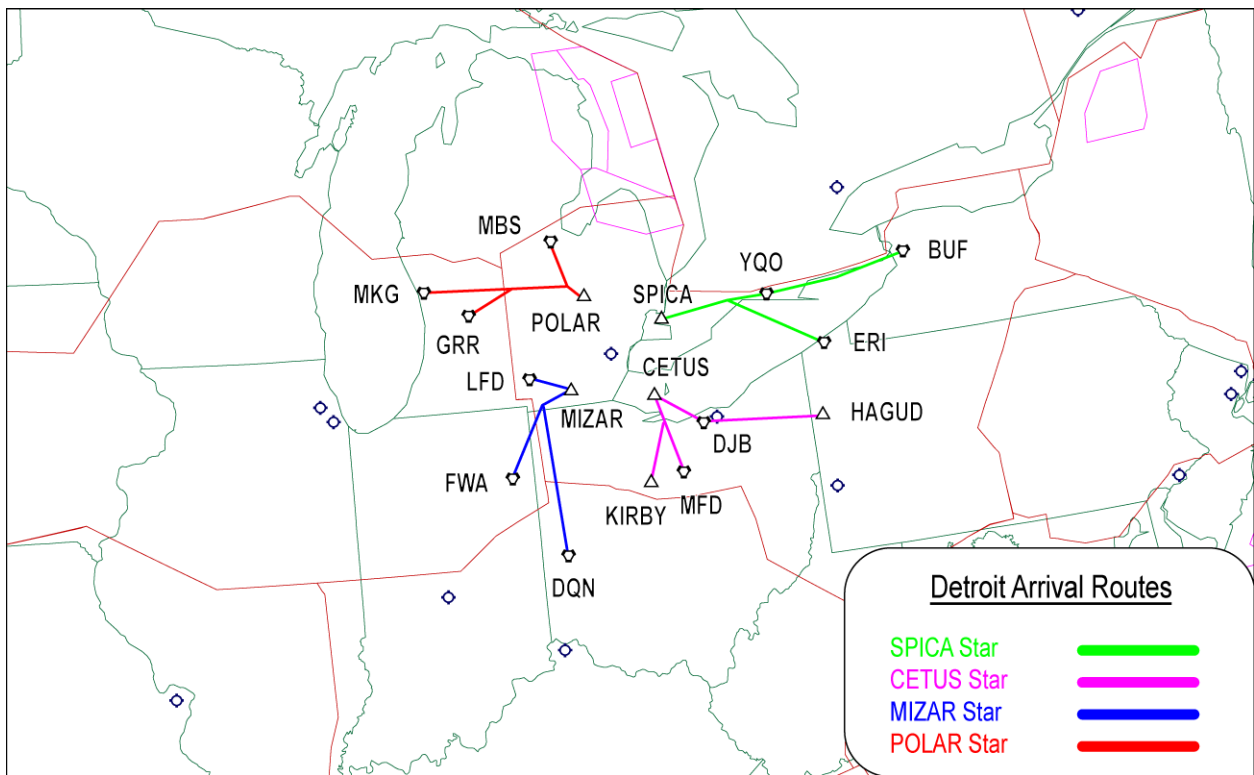 MBS
BUF
YQO
MKG
SPICA
POLAR
GRR
ERI
CETUS
LFD
HAGUD
MIZAR
DJB
FWA
MFD
KIRBY
DQN
Detroit Arrival Routes
SPICA Star
CETUS Star
MIZAR Star
POLAR Star